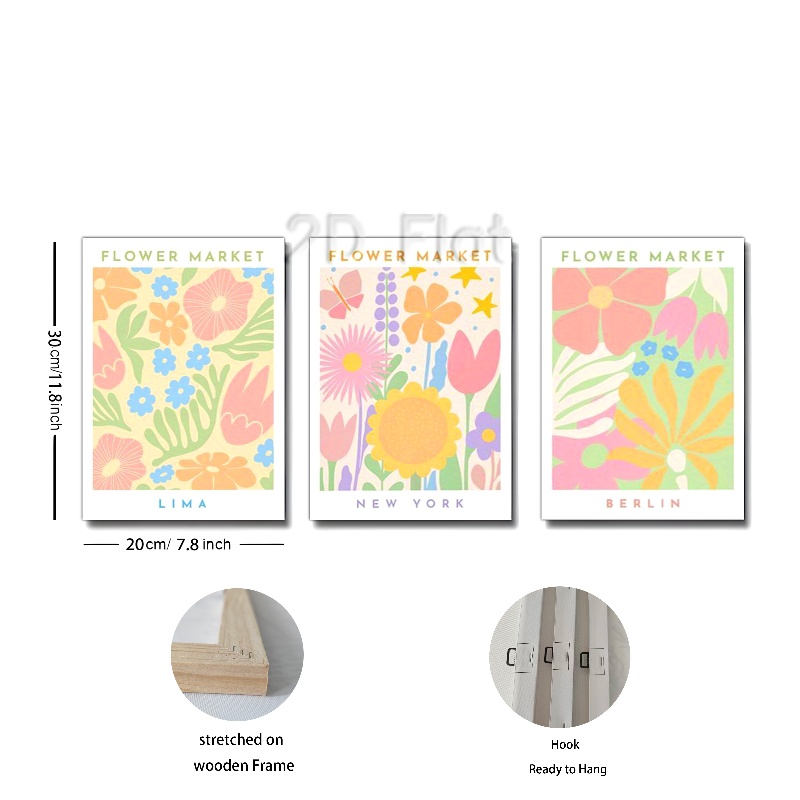 2D Flat
FLOWER MARKET
FLOWER MARKET
FLOWER MARKET
30cm/11.8inch
LIMA
NEW YORK
BERLIN
20cm/ 7.8 inch
stretched on
wooden Frame
Hook
Ready to Hang